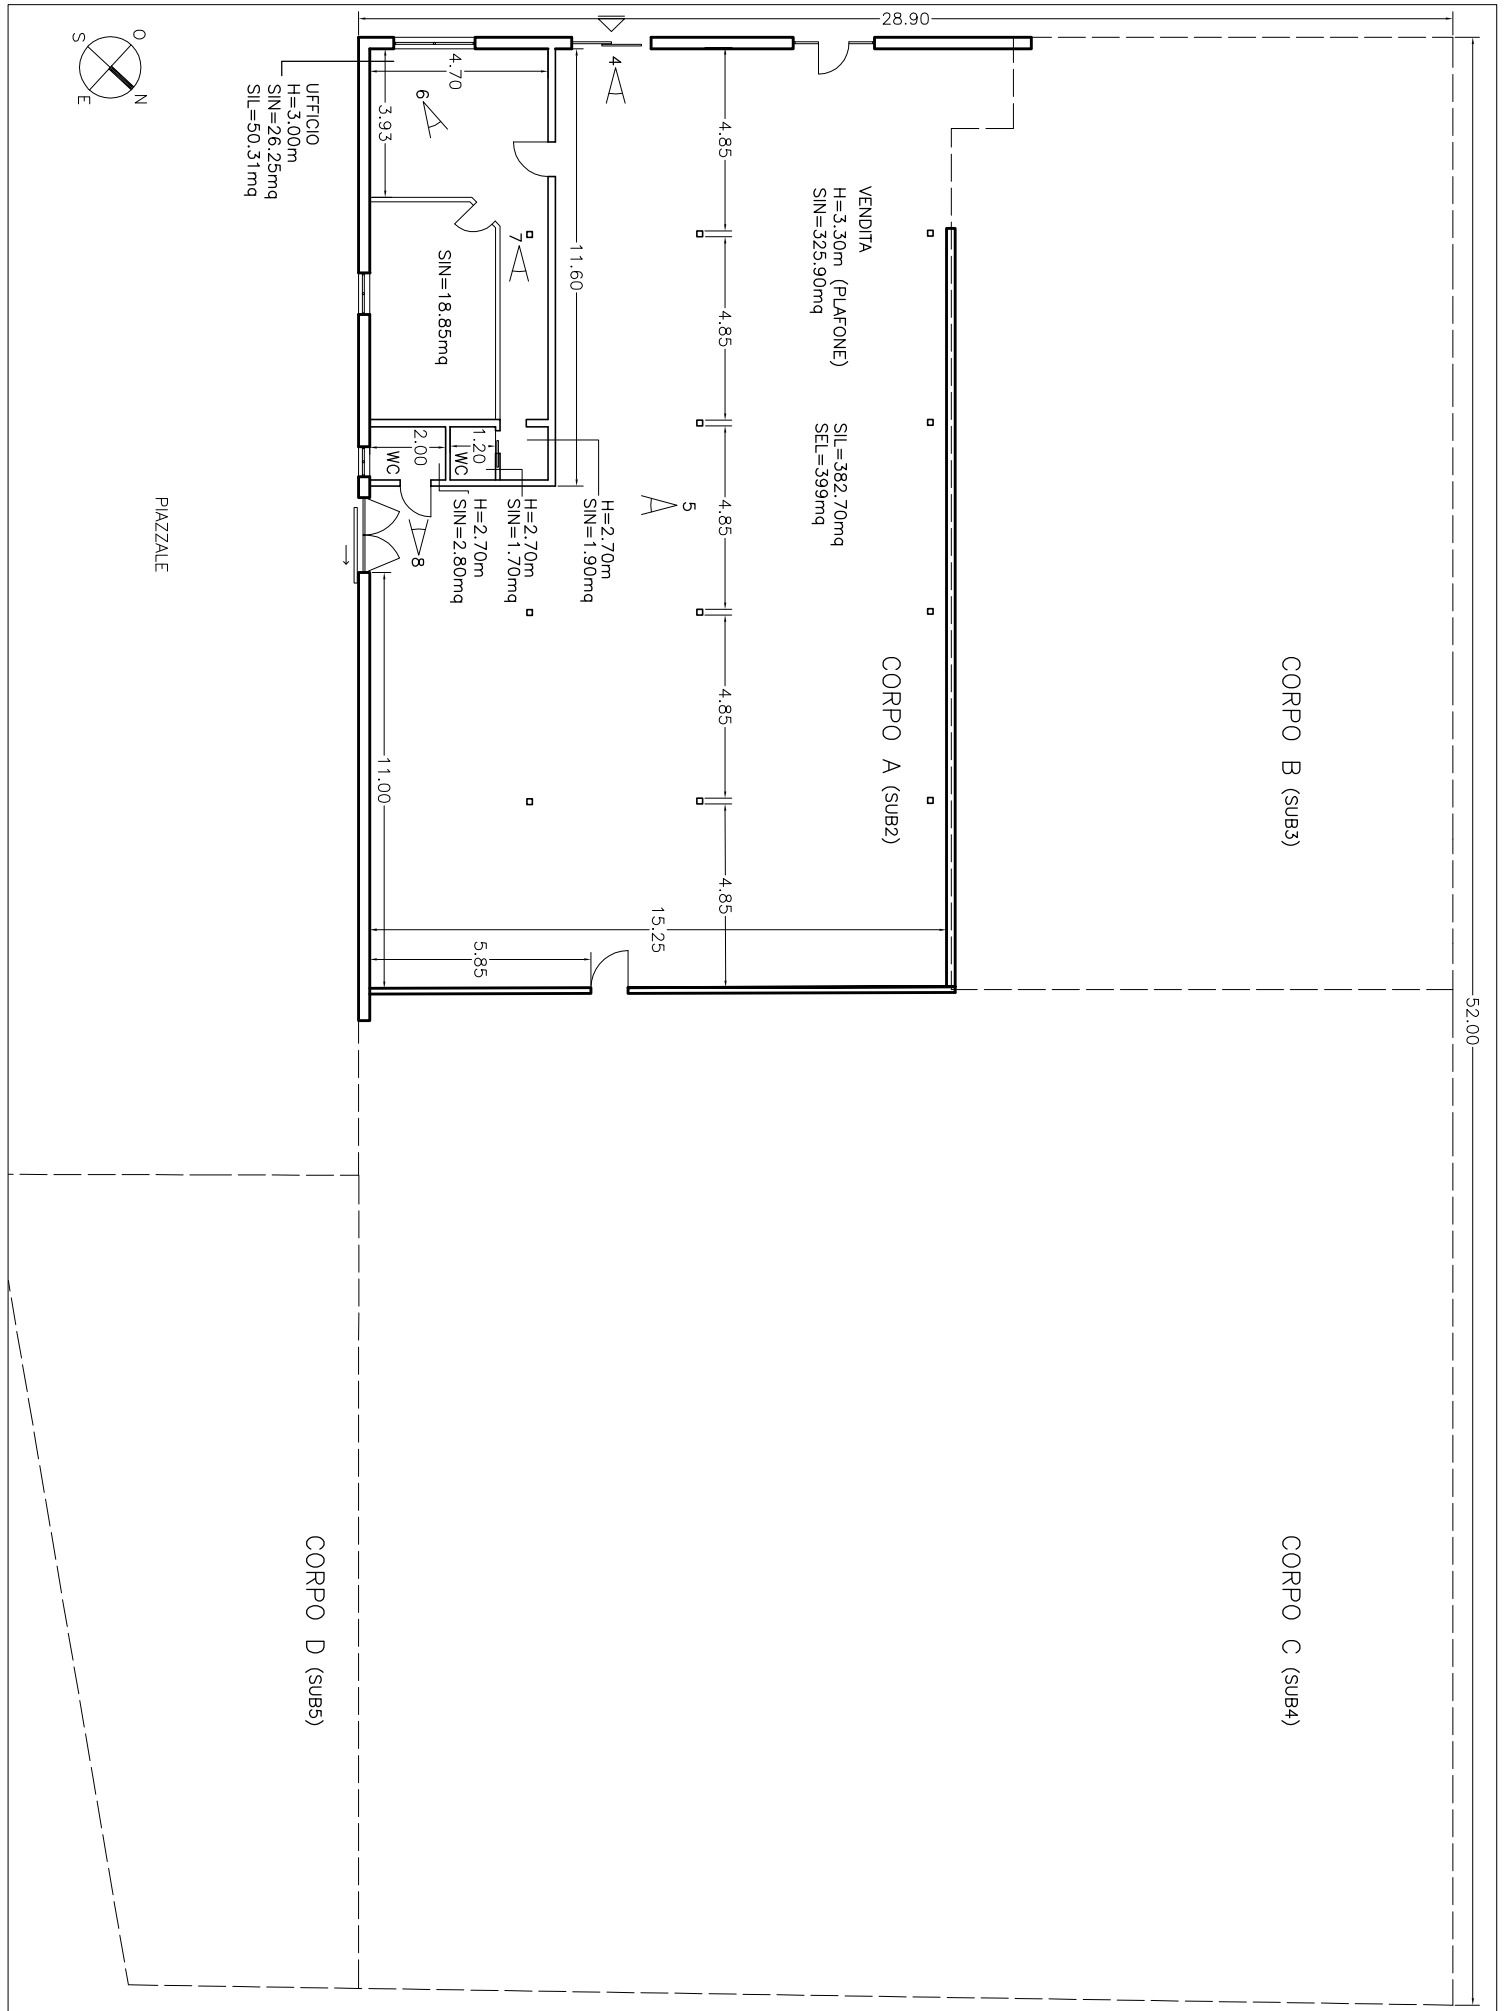 28.90
52.00
O
S
N
E
UFFICIO
H=3.00m
SIN=26.25mq
SIL=50.31mq
4.70
3.93
6
4
4.85
VENDITA
H=3.30m (PLAFONE)
SIN=325.90mq
SIL=382.70mq
SEL=399mq
11.60
7
SIN=18.85mq
4.85
2.00
WC
1.20
WC
H=2.70m
SIN=1.90mq
H=2.70m
SIN=1.70mq
H=2.70m
SIN=2.80mq
5
8
4.85
PIAZZALE
CORPO A (SUB2)
CORPO B (SUB3)
4.85
11.00
4.85
15.25
5.85
CORPO D (SUB5)
CORPO C (SUB4)